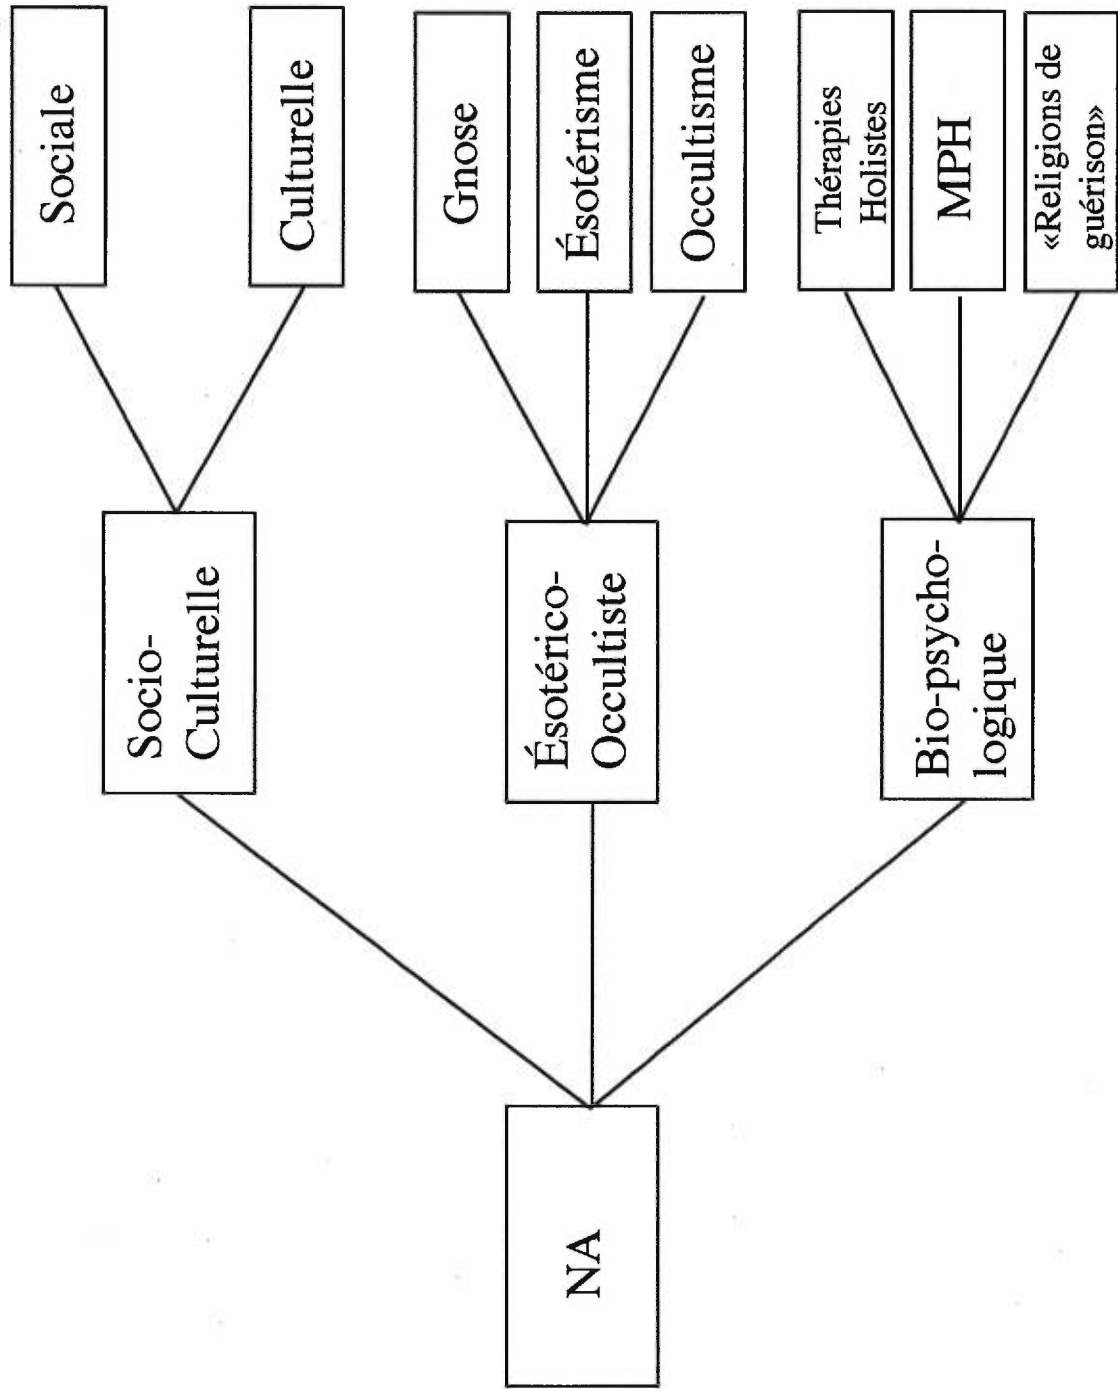 NA
Socio-
Culturelle
Ésotérico-
Occultiste
Bio-psycho-
logique
Sociale
Culturelle
Gnose
Ésotérisme
Occultisme
Thérapies
Holistes
MPH
«Religions de
guérison»